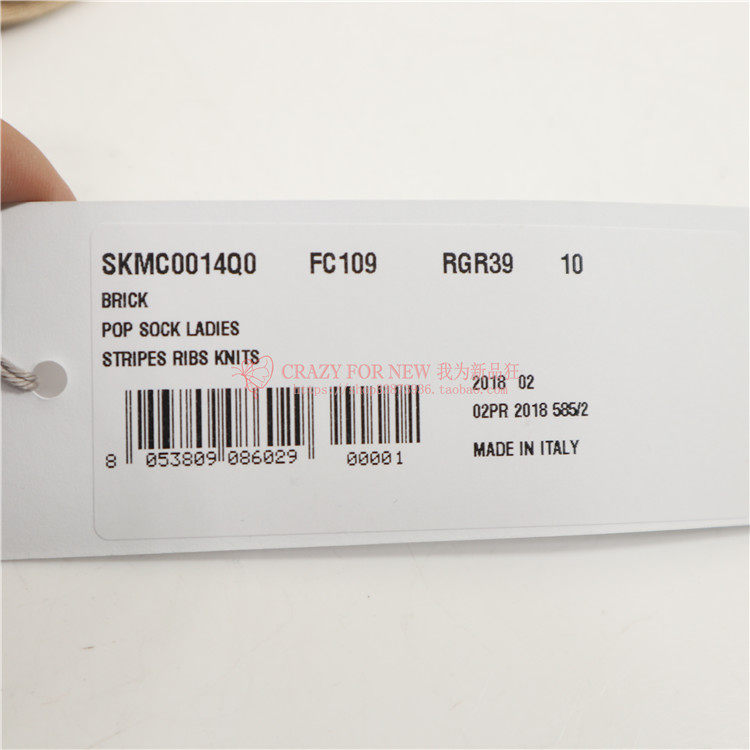 SKMC0014Q0 FC109 RGR39 10
BRICK
POP SOCK LADIES
STRIPES RIBS KNITS
CRAZY FOR NEW 我为新品狂
2018 02
02PR 2018 585/2
MADE IN ITALY
8 053809 086029 00001